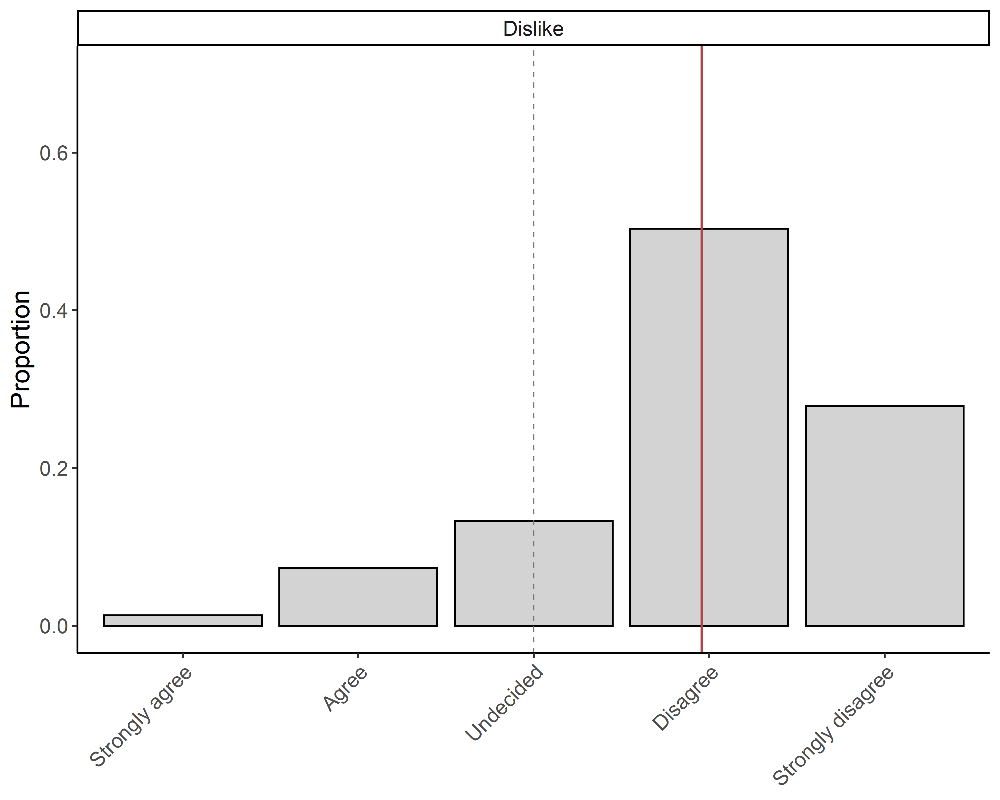 Dislike
Proportion
0.6
0.4
0.2
0.0
Strongly agree
Agree
Undecided
Disagree
Strongly disagree